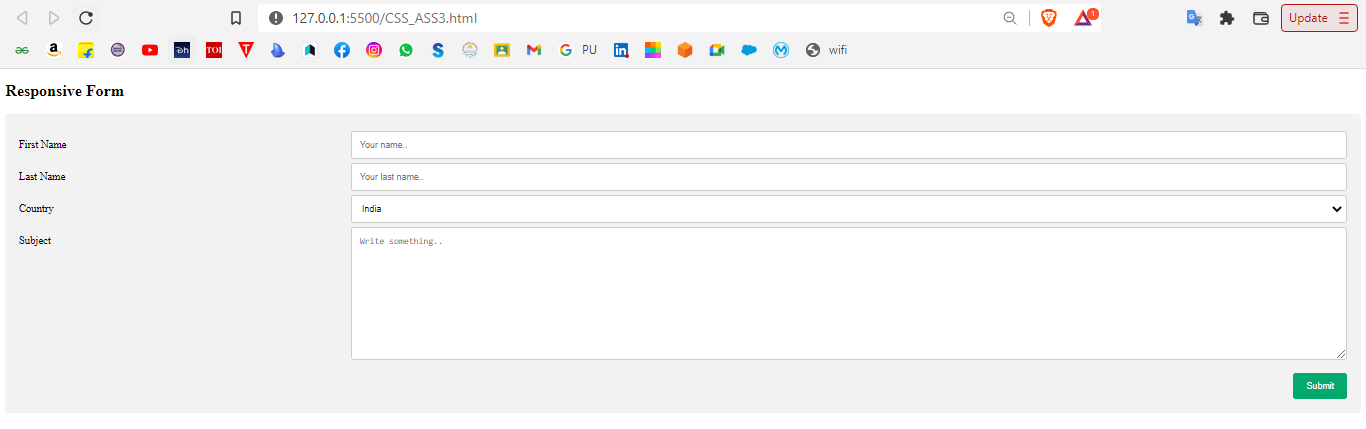 127.0.0.1:5500/CSS_ASS3.html
1
Update
TOI
PU
wifi
Responsive Form
First Name
Your name..
Last Name
Your last name..
Country
India
Subject
Write something..
Submit